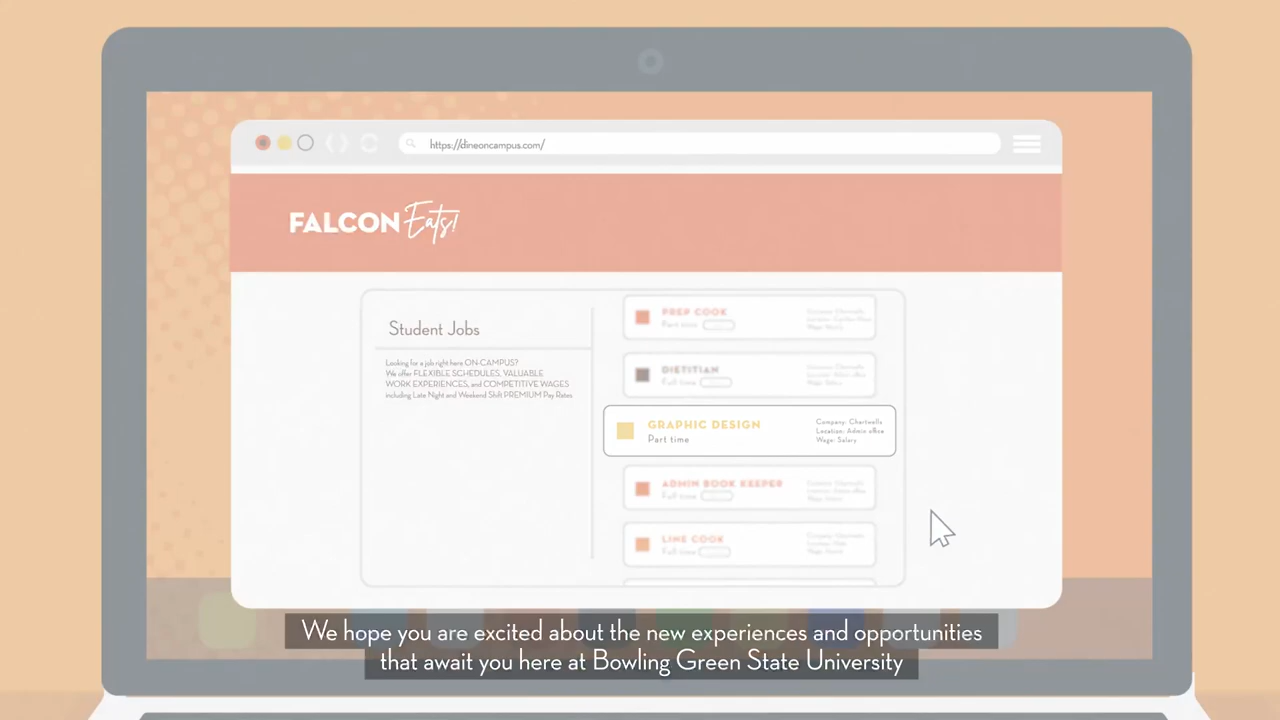 https://dineoncampus.com/
FALCON Eats!
Student Jobs
Looking for a job right here ON-CAMPUS?
We offer FLEXIBLE SCHEDULES, VALUABLE
WORK EXPERIENCES, and COMPETITIVE WAGES
including Late Night and Weekend Shift PREMIUM Pay Rates
PREP COOK
Part time
DIETITIAN
Full time
GRAPHIC DESIGN
Part time
Company: Chartwells
Location: Admin office
Wage: Salary
ADMIN BOOK KEEPER
Full time
LINE COOK
Full time
We hope you are excited about the new experiences and opportunities
that await you here at Bowling Green State University